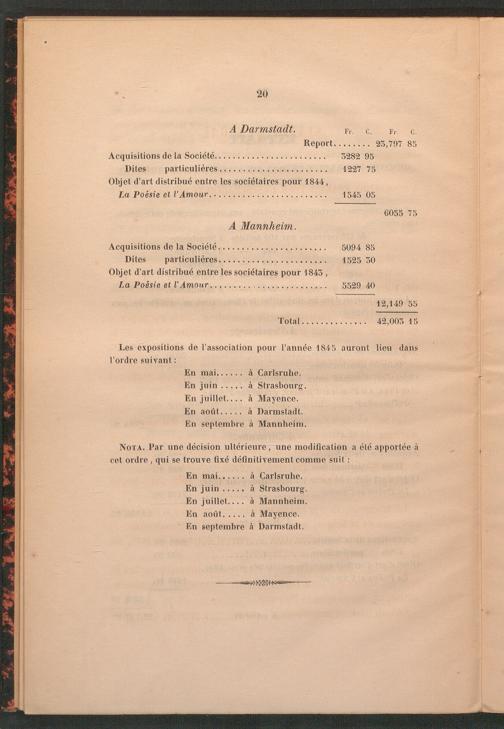 20
A Darmstadt. Fr. C. Fr. C.
Report........ 23,797 85
Acquisitions de la Société....................... 3282 95
Dites particulières....................... 1227 75
Objet d'art distribué entre les sociétaires pour 1844,
La Poësie et l'Amour......................... 1545 05
6055 75
A Mannheim.
Acquisitions de la Société....................... 5094 85
Dites particulières....................... 1525 30
Objet d'art distribué entre les sociétaires pour 1843,
La Poësie et l'Amour......................... 5529 40
12,149 55
Total.............. 42,003 15
Les expositions de l'association pour l'année 1845 auront lieu dans
l'ordre suivant :
En mai...... à Carlsruhe.
En juin ..... à Strasbourg.
En juillet.... à Mayence.
En août..... à Darmstadt.
En septembre à Mannheim.
NOTA. Par une décision ultérieure, une modification a été apportée à
cet ordre, qui se trouve fixé définitivement comme suit :
En mai...... à Carlsruhe.
En juin ..... à Strasbourg.
En juillet.... à Mannheim.
En août..... à Mayence.
En septembre à Darmstadt.